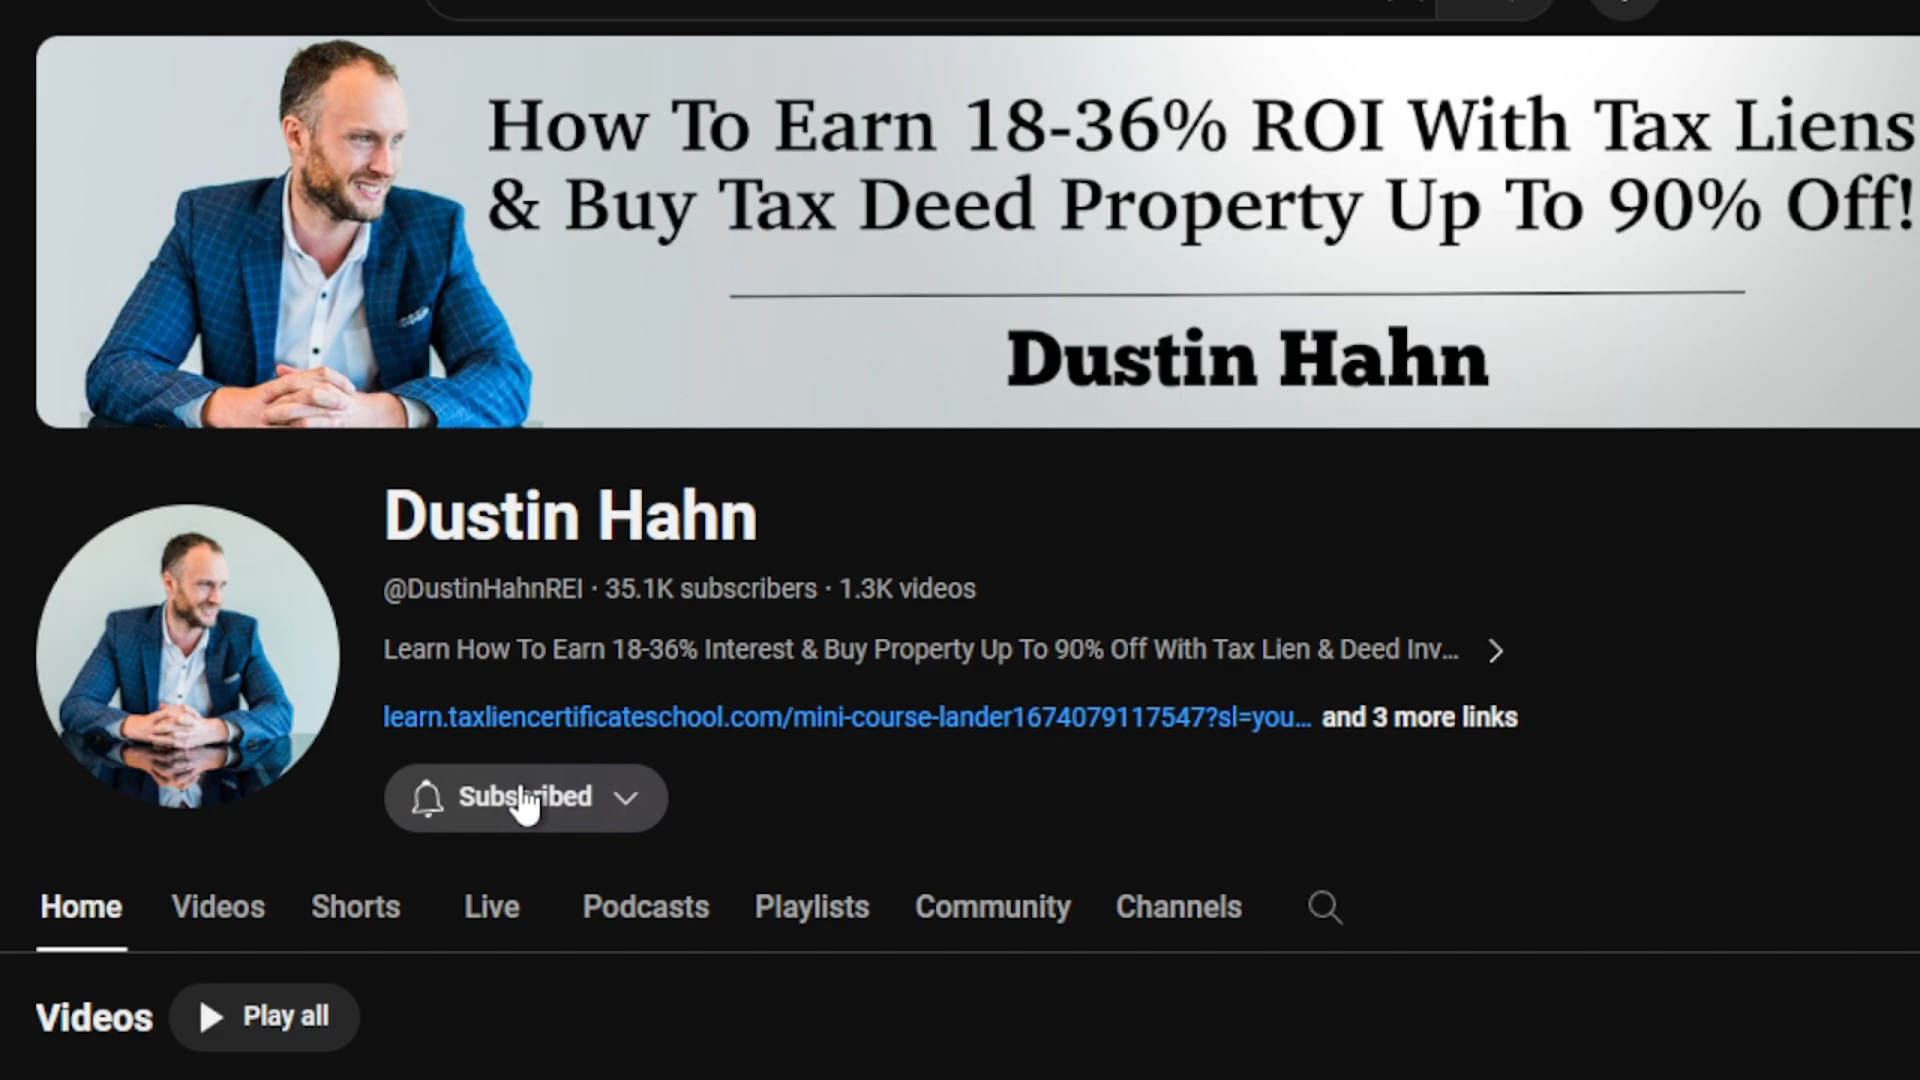 How To Earn 18-36% ROI With Tax Liens
& Buy Tax Deed Property Up To 90% Off!
Dustin Hahn
Dustin Hahn
@DustinHahnREI · 35.1K subscribers · 1.3K videos
Learn How To Earn 18-36% Interest & Buy Property Up To 90% Off With Tax Lien & Deed Inv...
learn.taxliencertificateschool.com/mini-course-lander1674079117547?sl=you... and 3 more links
Subscribed
Home Videos Shorts Live Podcasts Playlists Community Channels
Videos Play all